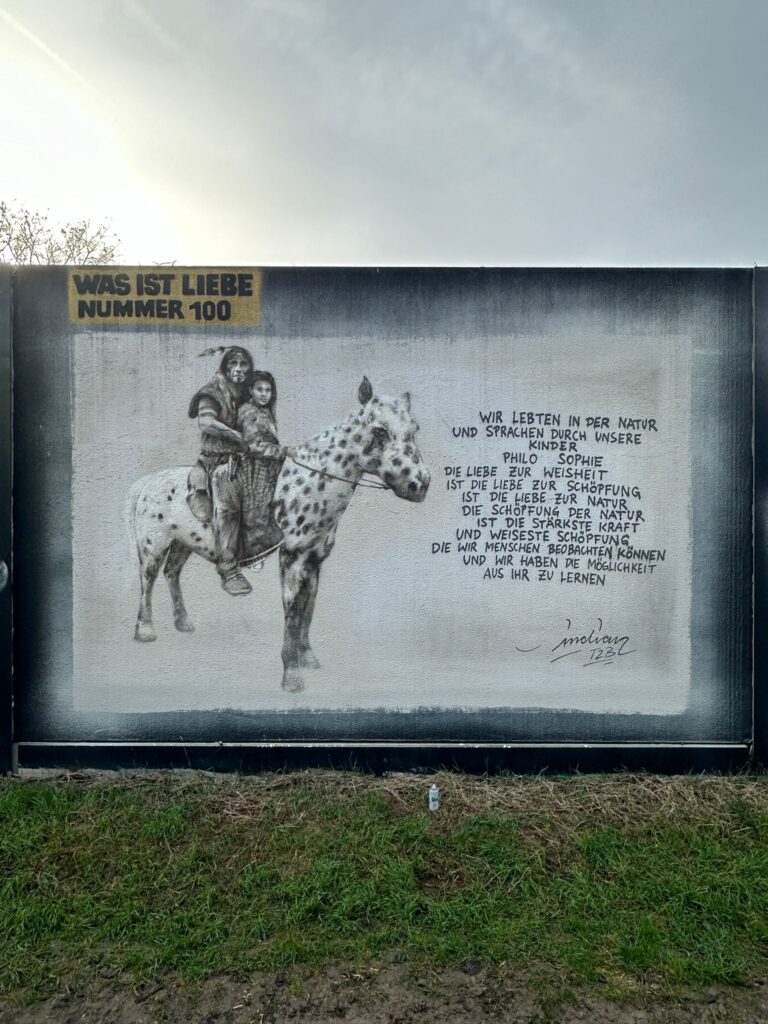 WAS IST LIEBE
NUMMER 100
WIR LEBTEN IN DER NATUR
UND SPRACHEN DURCH UNSERE
KINDER
PHILO SOPHIE
DIE LIEBE ZUR WEISHEIT
IST DIE LIEBE ZUR SCHÖPFUNG
IST DIE LIEBE ZUR NATUR
DIE SCHÖPFUNG DER NATUR
IST DIE STÄRKSTE KRAFT
UND WEISESTE SCHÖPFUNG
DIE WIR MENSCHEN BEOBACHTEN KÖNNEN
UND WIR HABEN DIE MÖGLICHKEIT
AUS IHR ZU LERNEN
indian